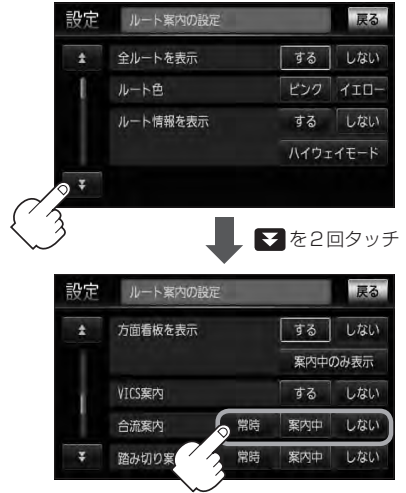 設定 ルート案内の設定 戻る
全ルートを表示 する しない
ルート色 ピンク イエロー
ルート情報を表示 する しない
ハイウェイモード
を2回タッチ
設定 ルート案内の設定 戻る
方面看板を表示 する しない
案内中のみ表示
VICS案内 する しない
合流案内 常時 案内中 しない
踏み切り案 常時 案内中 しない